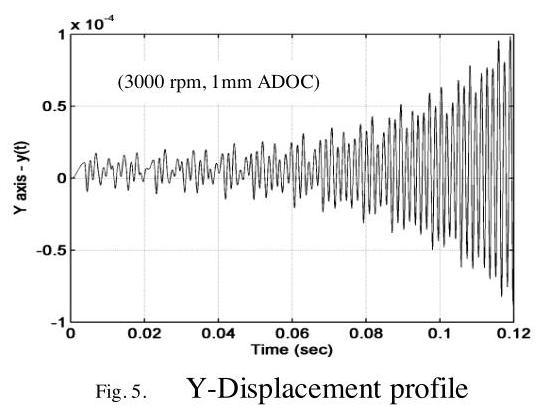 x 10⁻⁴
1
0.5
0
-0.5
-1
Y axis - y(t)
(3000 rpm, 1mm ADOC)
0 0.02 0.04 0.06 0.08 0.1 0.12
Time (sec)
Fig. 5. Y-Displacement profile